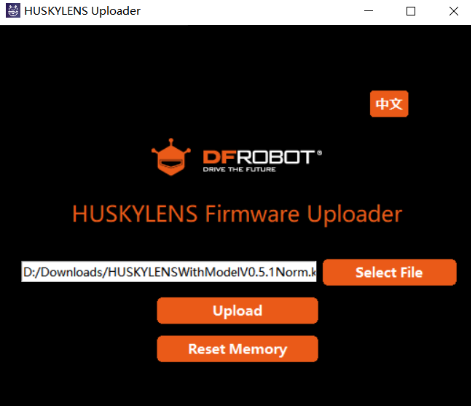 HUSKYLENS Uploader
中文
DFROBOT®
DRIVE THE FUTURE
HUSKYLENS Firmware Uploader
D:/Downloads/HUSKYLENSWithModelV0.5.1Norm.k
Select File
Upload
Reset Memory